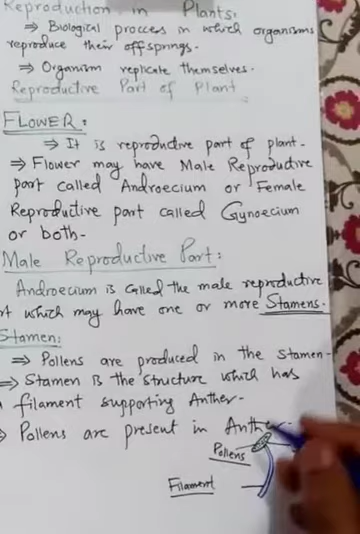 Reproduction in Plants.
⇒ Biological process in which organisms
reproduce their offsprings.
⇒ Organism replicate themselves.
Reproductive Part of Plant
FLOWER:
⇒ It is reproductive part of plant.
⇒ Flower may have Male Reproductive
part called Androecium or Female
Reproductive part called Gynoecium
or both.
Male Reproductive Part:
Androecium is called the male reproductive
which may have one or more Stamens.
Stamen:
⇒ Pollens are produced in the stamen.
⇒ Stamen is the structure which has
filament supporting Anther.
⇒ Pollens are present in Anther.
Pollens
Filament